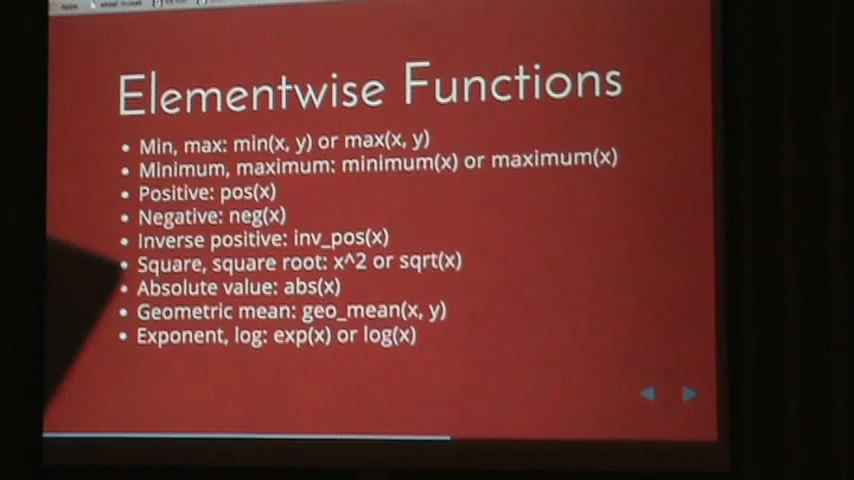 Apps
Elementwise Functions
• Min, max: min(x, y) or max(x, y)
• Minimum, maximum: minimum(x) or maximum(x)
• Positive: pos(x)
• Negative: neg(x)
• Inverse positive: inv_pos(x)
• Square, square root: x^2 or sqrt(x)
• Absolute value: abs(x)
• Geometric mean: geo_mean(x, y)
• Exponent, log: exp(x) or log(x)